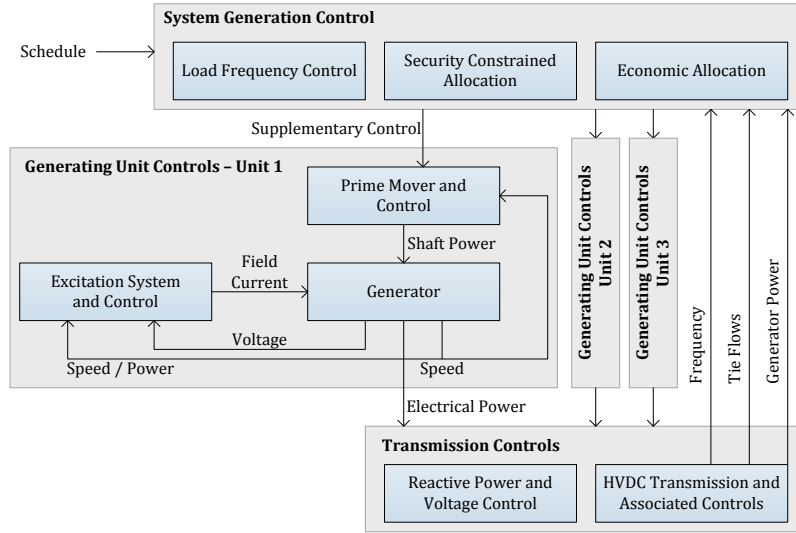 System Generation Control
Schedule
Load Frequency Control
Security Constrained
Allocation
Economic Allocation
Supplementary Control
Generating Unit Controls – Unit 1
Prime Mover and
Control
Shaft Power
Excitation System
and Control
Field
Current
Generator
Voltage
Speed / Power
Speed
Electrical Power
Generating Unit Controls
Unit 2
Generating Unit Controls
Unit 3
Frequency
Tie Flows
Generator Power
Transmission Controls
Reactive Power and
Voltage Control
HVDC Transmission and
Associated Controls